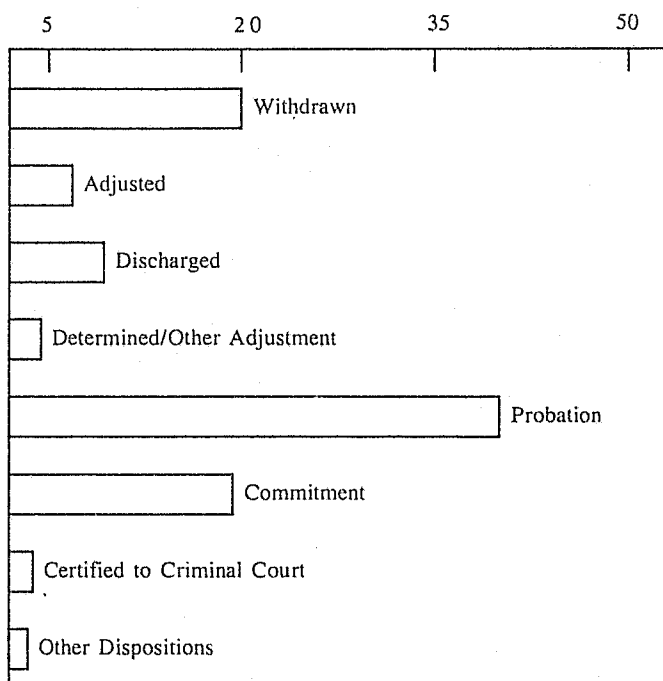 5 20 35 50
Withdrawn
Adjusted
Discharged
Determined/Other Adjustment
Probation
Commitment
Certified to Criminal Court
Other Dispositions